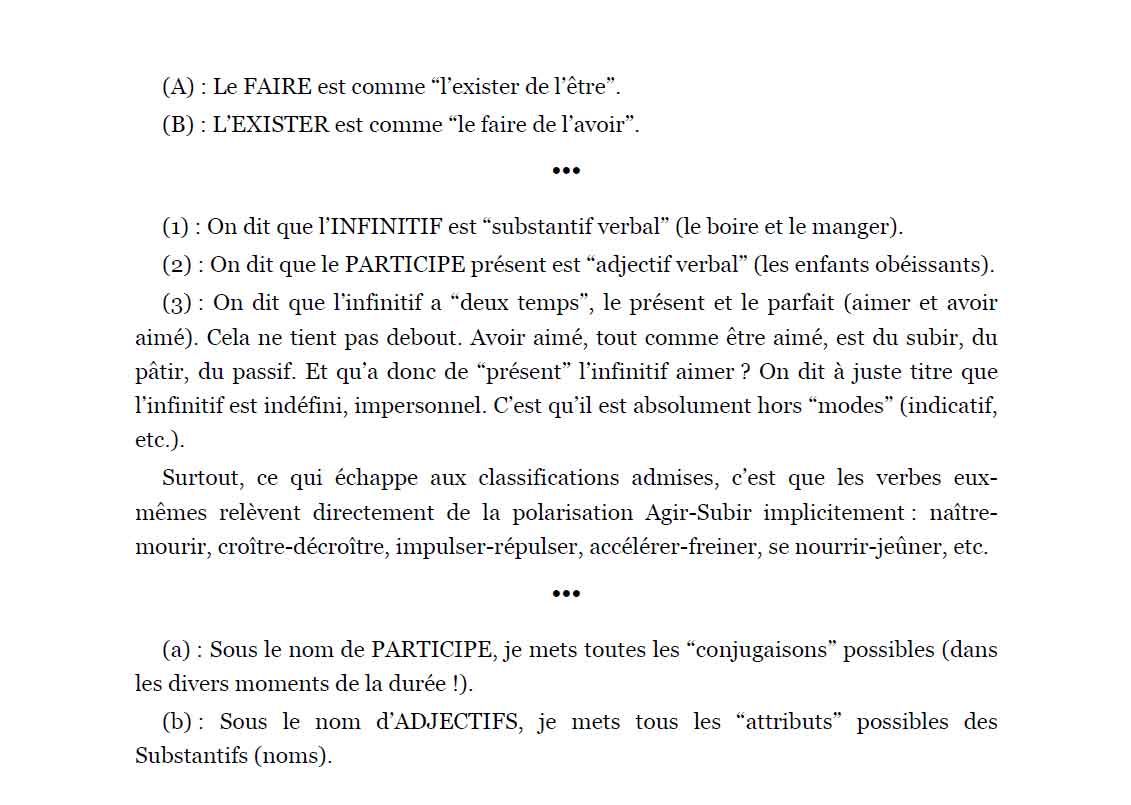 (A) : Le FAIRE est comme “l’exister de l’être”.
(B) : L’EXISTER est comme “le faire de l’avoir”.
•••
(1) : On dit que l’INFINITIF est “substantif verbal” (le boire et le manger).
(2) : On dit que le PARTICIPE présent est “adjectif verbal” (les enfants obéissants).
(3) : On dit que l’infinitif a “deux temps”, le présent et le parfait (aimer et avoir
aimé). Cela ne tient pas debout. Avoir aimé, tout comme être aimé, est du subir, du
pâtir, du passif. Et qu’a donc de “présent” l’infinitif aimer ? On dit à juste titre que
l’infinitif est indéfini, impersonnel. C’est qu’il est absolument hors “modes” (indicatif,
etc.).
Surtout, ce qui échappe aux classifications admises, c’est que les verbes eux-
mêmes relèvent directement de la polarisation Agir-Subir implicitement : naître-
mourir, croître-décroître, impulser-répulser, accélérer-freiner, se nourrir-jeûner, etc.
•••
(a) : Sous le nom de PARTICIPE, je mets toutes les “conjugaisons” possibles (dans
les divers moments de la durée !).
(b) : Sous le nom d’ADJECTIFS, je mets tous les “attributs” possibles des
Substantifs (noms).